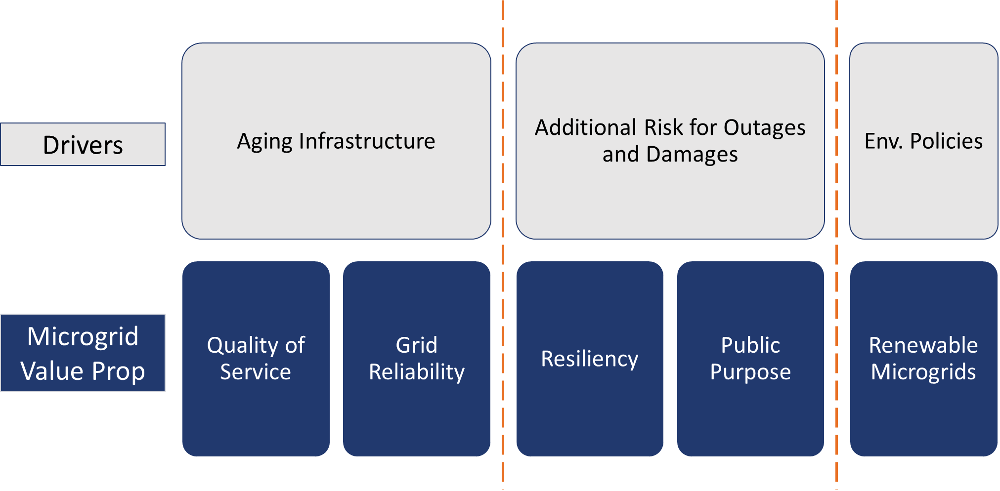 Drivers
Aging Infrastructure
Additional Risk for Outages
and Damages
Env. Policies
Microgrid
Value Prop
Quality of
Service
Grid
Reliability
Resiliency
Public
Purpose
Renewable
Microgrids